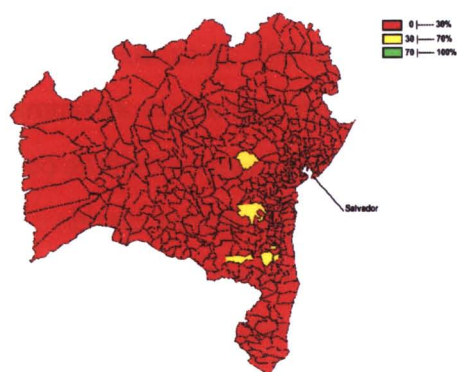 0 |------ 30%
30 |— 70%
70 |— 100%
Salvador